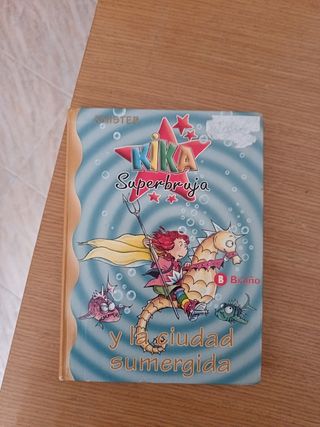 KNISTER
KIKA
Superbruja
B BRUÑO
y la ciudad
sumergida